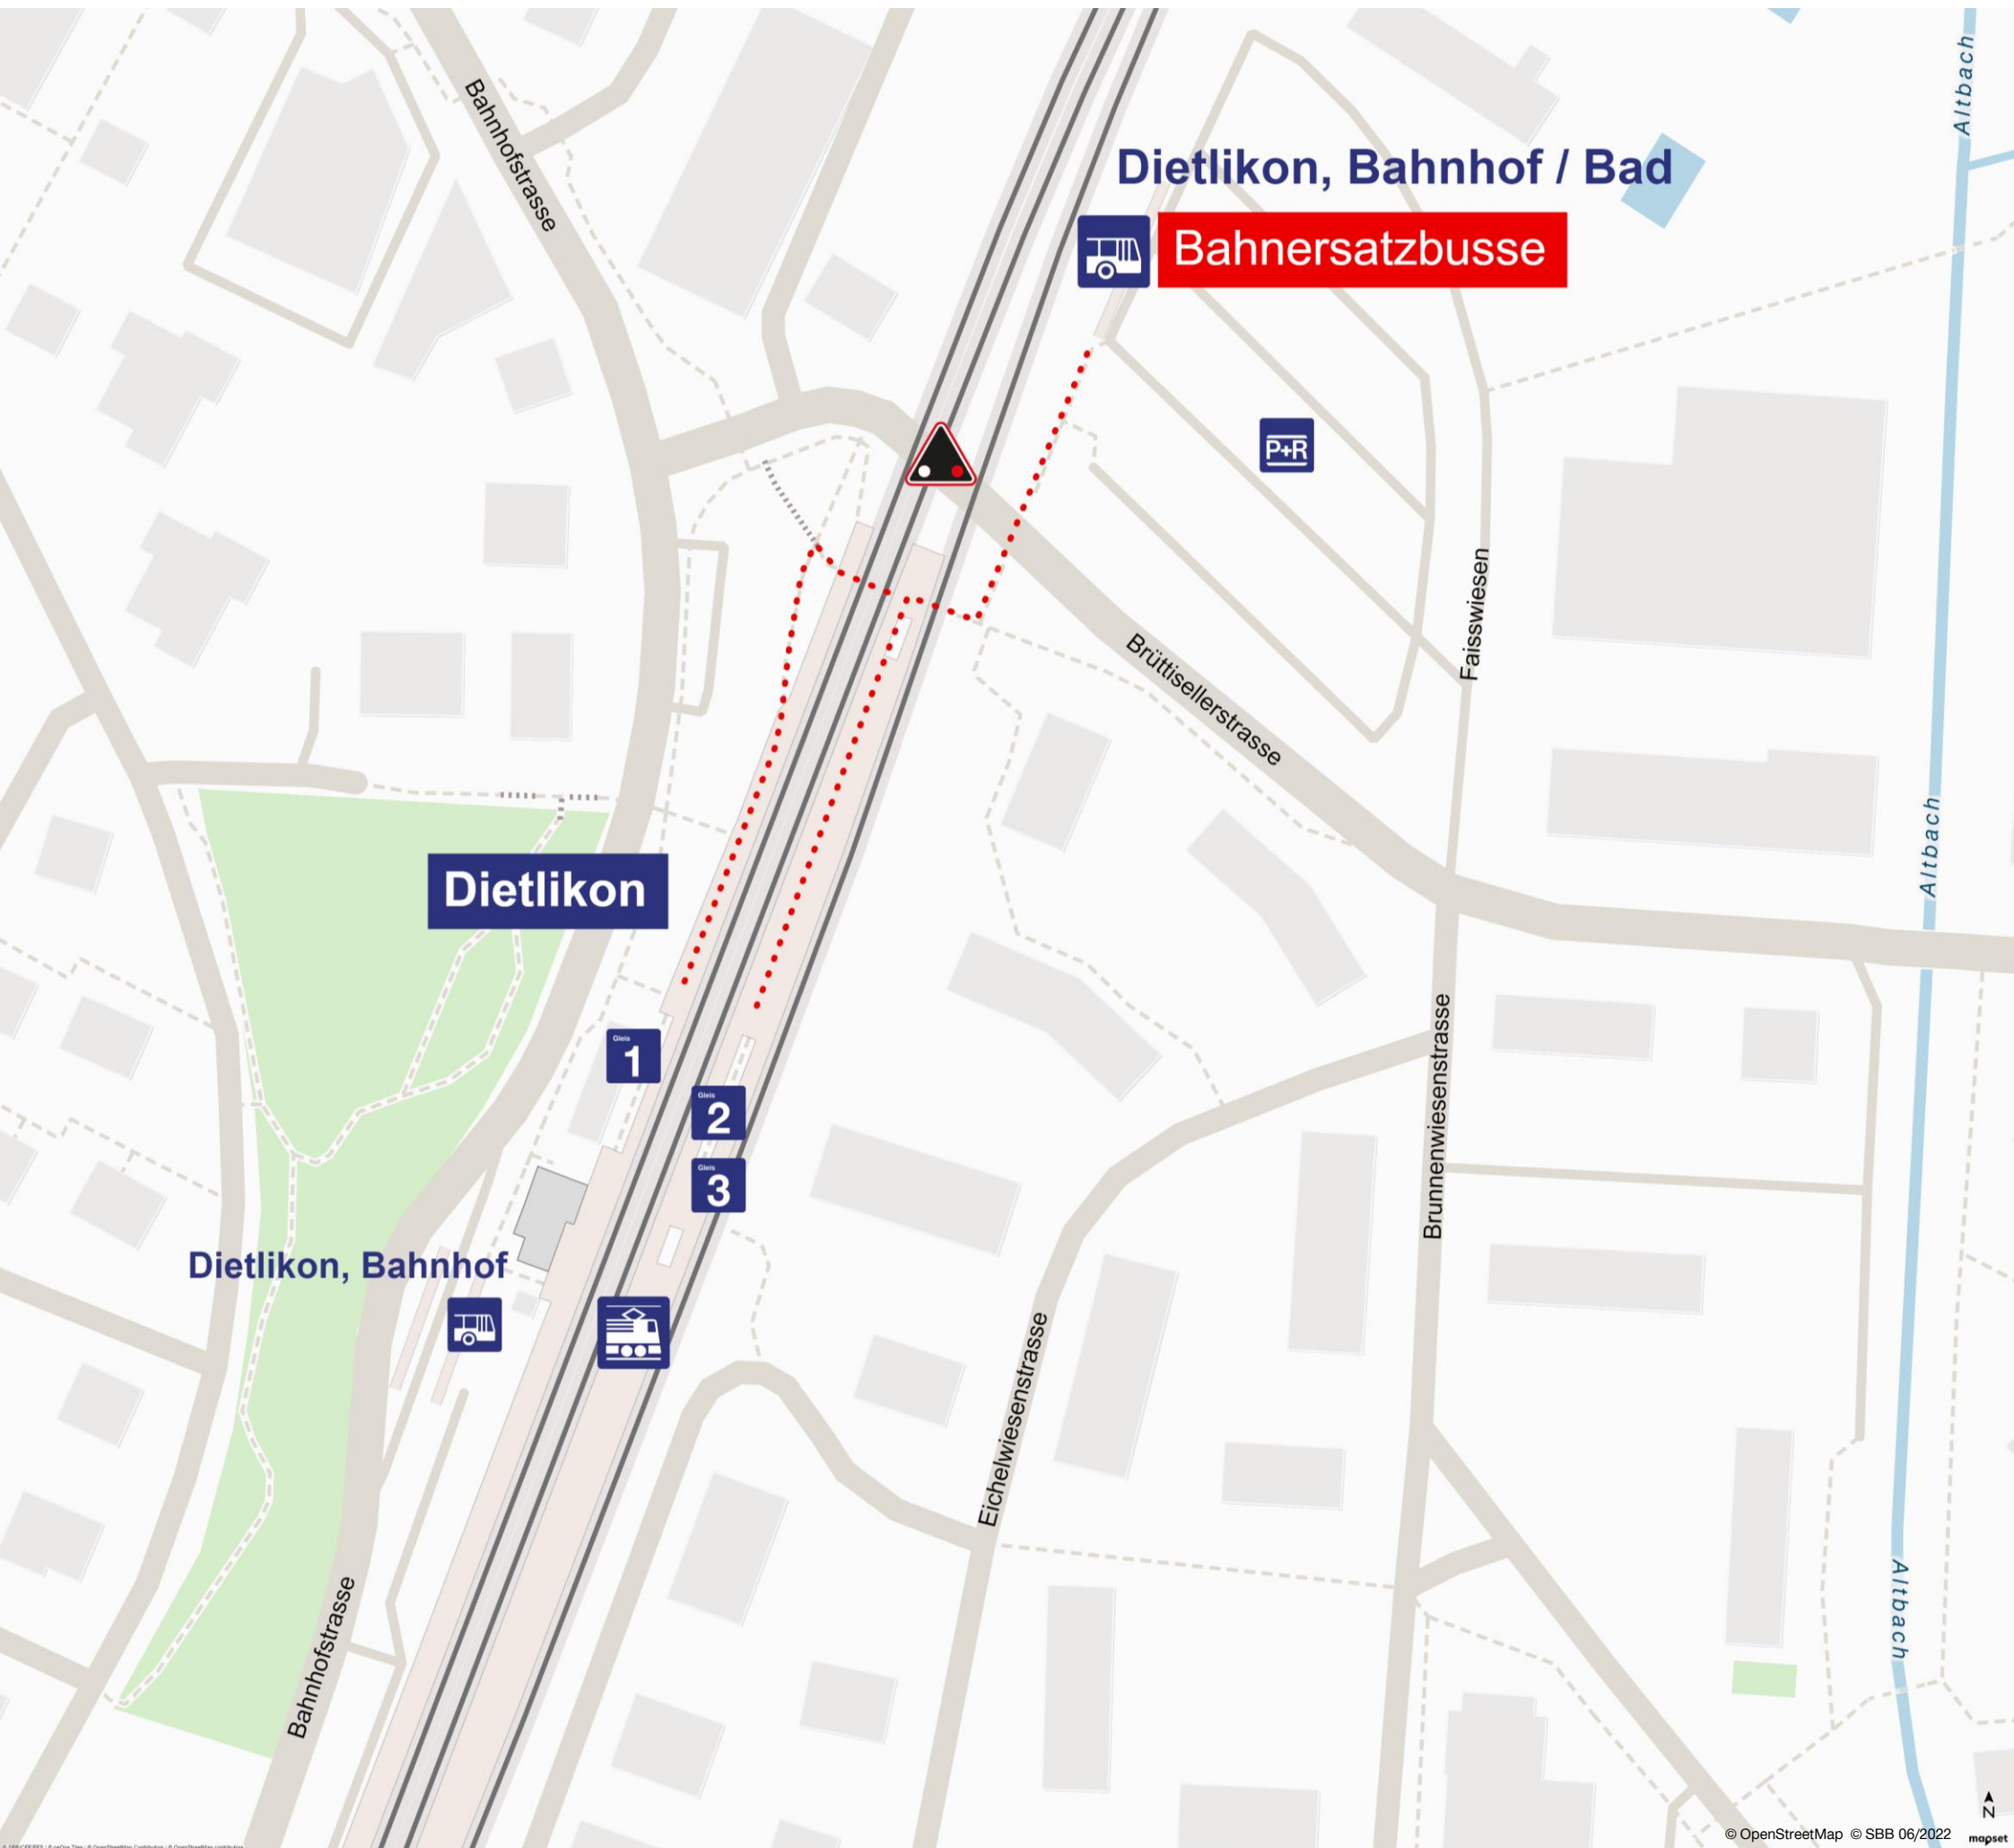 Altbach
Bahnhofstrasse
Dietlikon, Bahnhof / Bad
Bahnersatzbusse
P+R
Faisswiesen
Brüttisellerstrasse
Altbach
Dietlikon
Gleis
1
Gleis
2
Gleis
3
Brunnenwiesenstrasse
Dietlikon, Bahnhof
Eichelwiesenstrasse
Bahnhofstrasse
Altbach
N
© OpenStreetMap © SBB 06/2022
mapset